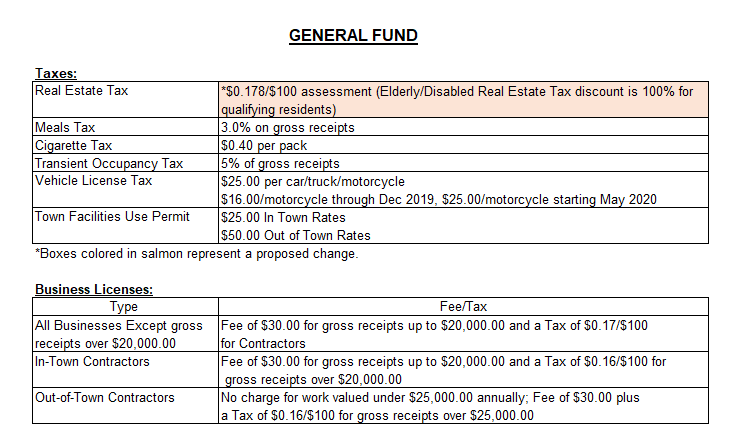 GENERAL FUND
Taxes:
Real Estate Tax
*$0.178/$100 assessment (Elderly/Disabled Real Estate Tax discount is 100% for
qualifying residents)
Meals Tax
3.0% on gross receipts
Cigarette Tax
$0.40 per pack
Transient Occupancy Tax
5% of gross receipts
Vehicle License Tax
$25.00 per car/truck/motorcycle
$16.00/motorcycle through Dec 2019, $25.00/motorcycle starting May 2020
Town Facilities Use Permit
$25.00 In Town Rates
$50.00 Out of Town Rates
*Boxes colored in salmon represent a proposed change.
Business Licenses:
Type
Fee/Tax
All Businesses Except gross
receipts over $20,000.00
Fee of $30.00 for gross receipts up to $20,000.00 and a Tax of $0.17/$100
for Contractors
In-Town Contractors
Fee of $30.00 for gross receipts up to $20,000.00 and a Tax of $0.16/$100 for
gross receipts over $20,000.00
Out-of-Town Contractors
No charge for work valued under $25,000.00 annually; Fee of $30.00 plus
a Tax of $0.16/$100 for gross receipts over $25,000.00